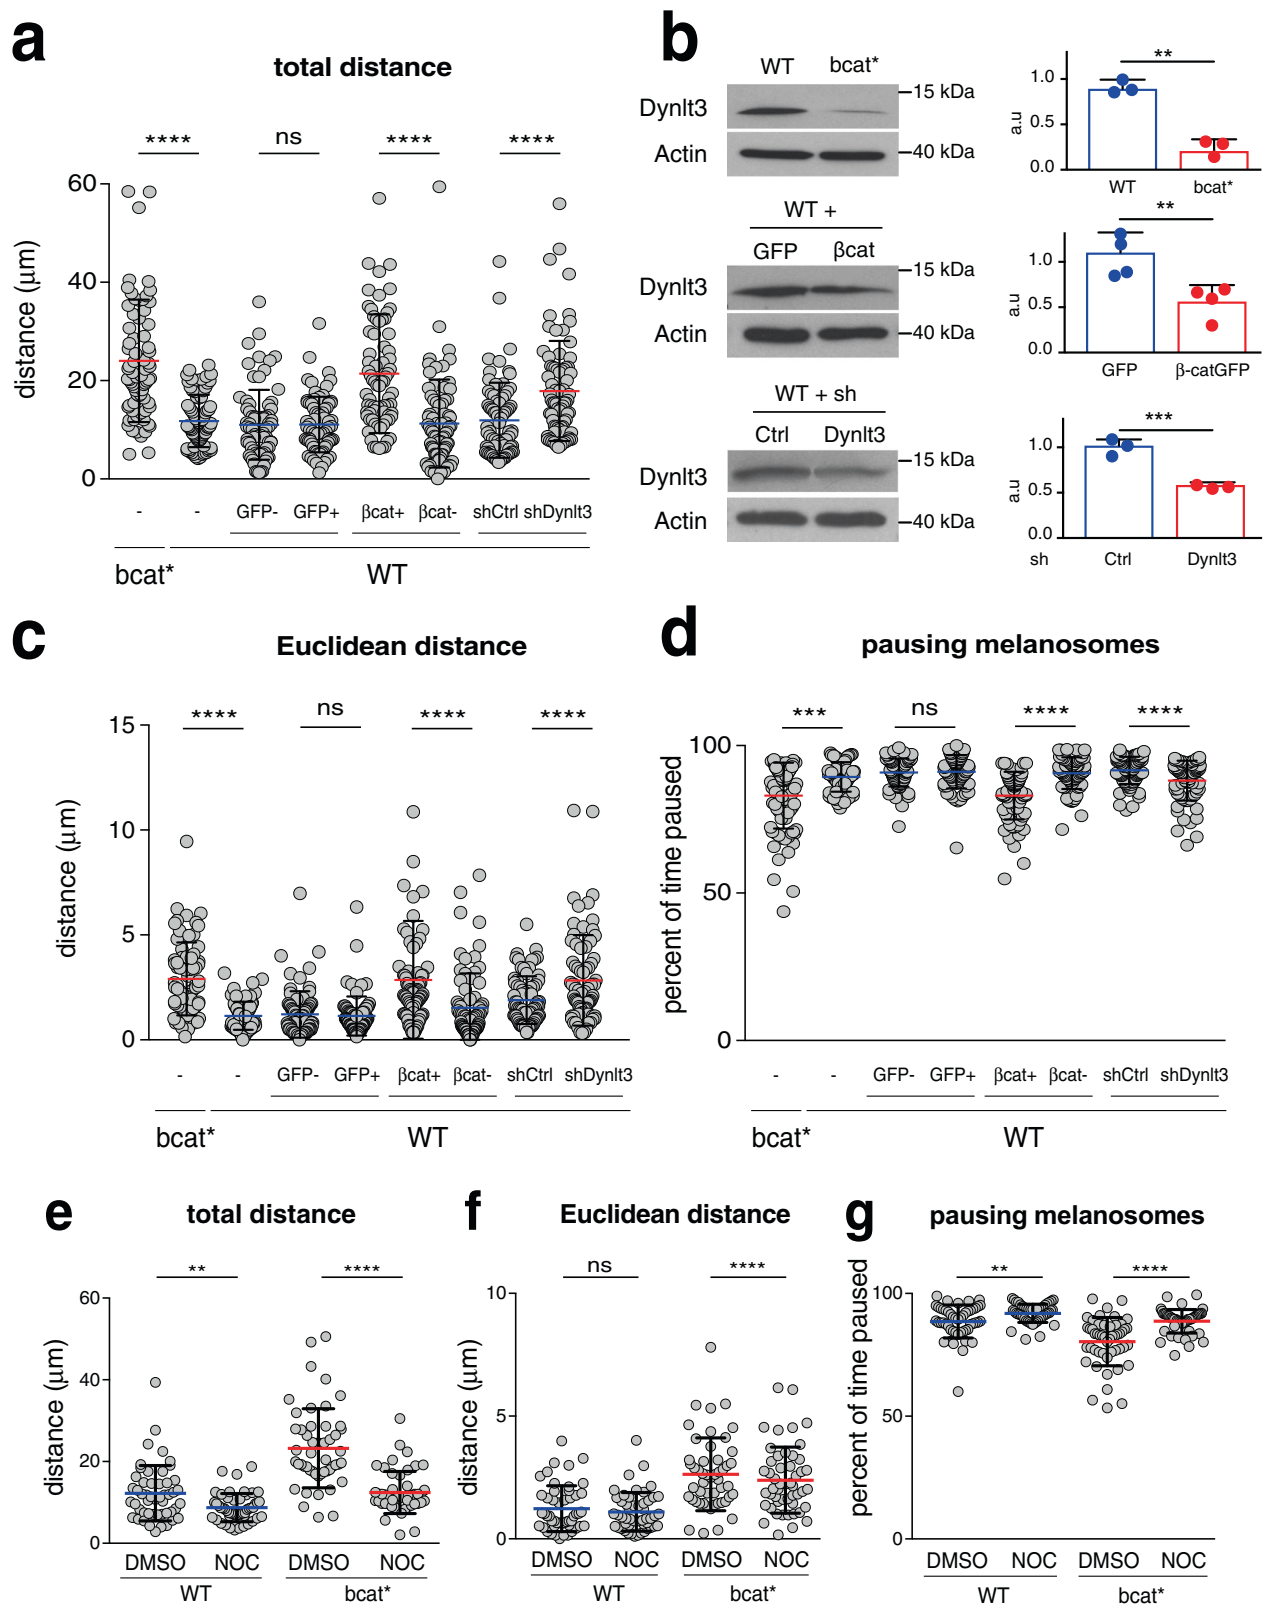 a
total distance
**** ns **** ****
distance (µm)
60
40
20
0
- - GFP- GFP+ βcat+ βcat- shCtrl shDynlt3
bcat* WT
b
WT bcat*
Dynlt3 15 kDa
Actin 40 kDa
**
a.u
1.0
0.5
0.0
WT bcat*
WT +
GFP βcat
Dynlt3 15 kDa
Actin 40 kDa
**
a.u
1.0
0.5
0.0
GFP β-catGFP
WT + sh
Ctrl Dynlt3
Dynlt3 15 kDa
Actin 40 kDa
***
a.u
1.0
0.5
0.0
sh Ctrl Dynlt3
c
Euclidean distance
**** ns **** ****
distance (µm)
15
10
5
0
- - GFP- GFP+ βcat+ βcat- shCtrl shDynlt3
bcat* WT
d
pausing melanosomes
*** ns **** ****
percent of time paused
100
50
0
- - GFP- GFP+ βcat+ βcat- shCtrl shDynlt3
bcat* WT
e
total distance
** ****
distance (µm)
60
40
20
0
DMSO NOC DMSO NOC
WT bcat*
f
Euclidean distance
ns ****
distance (µm)
10
5
0
DMSO NOC DMSO NOC
WT bcat*
g
pausing melanosomes
** ****
percent of time paused
100
50
0
DMSO NOC DMSO NOC
WT bcat*